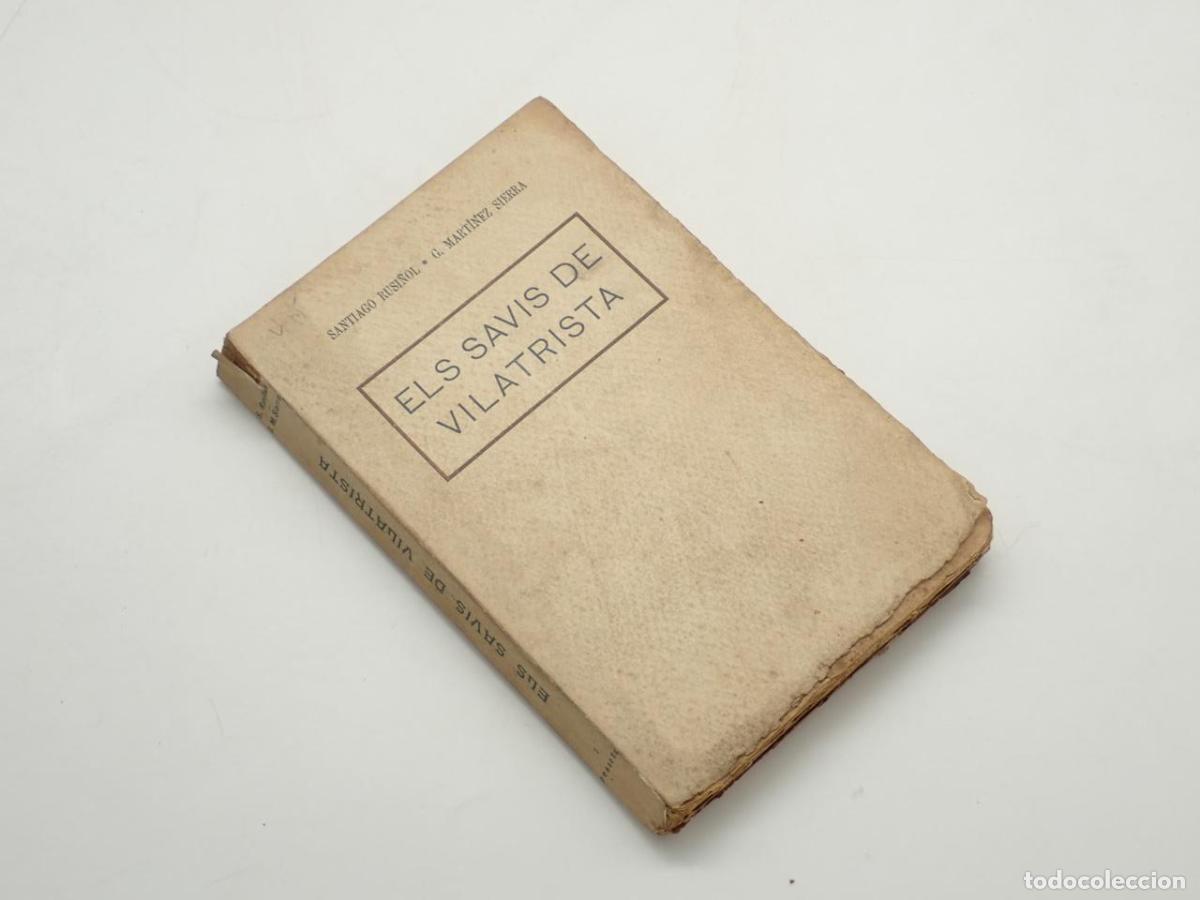 SANTIAGO RUSIÑOL * G. MARTÍNEZ SIERRA
ELS SAVIS DE
VILATRISTA
ELS SAVIS DE VILATRISTA
todocoleccion